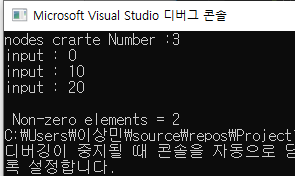 Microsoft Visual Studio 디버그 콘솔
nodes crarte Number :3
input : 0
input : 10
input : 20
Non-zero elements = 2
C:₩Users₩이상민₩source₩repos₩Project
디버깅이 중지될 때 콘솔을 자동으로 닫
록 설정합니다.